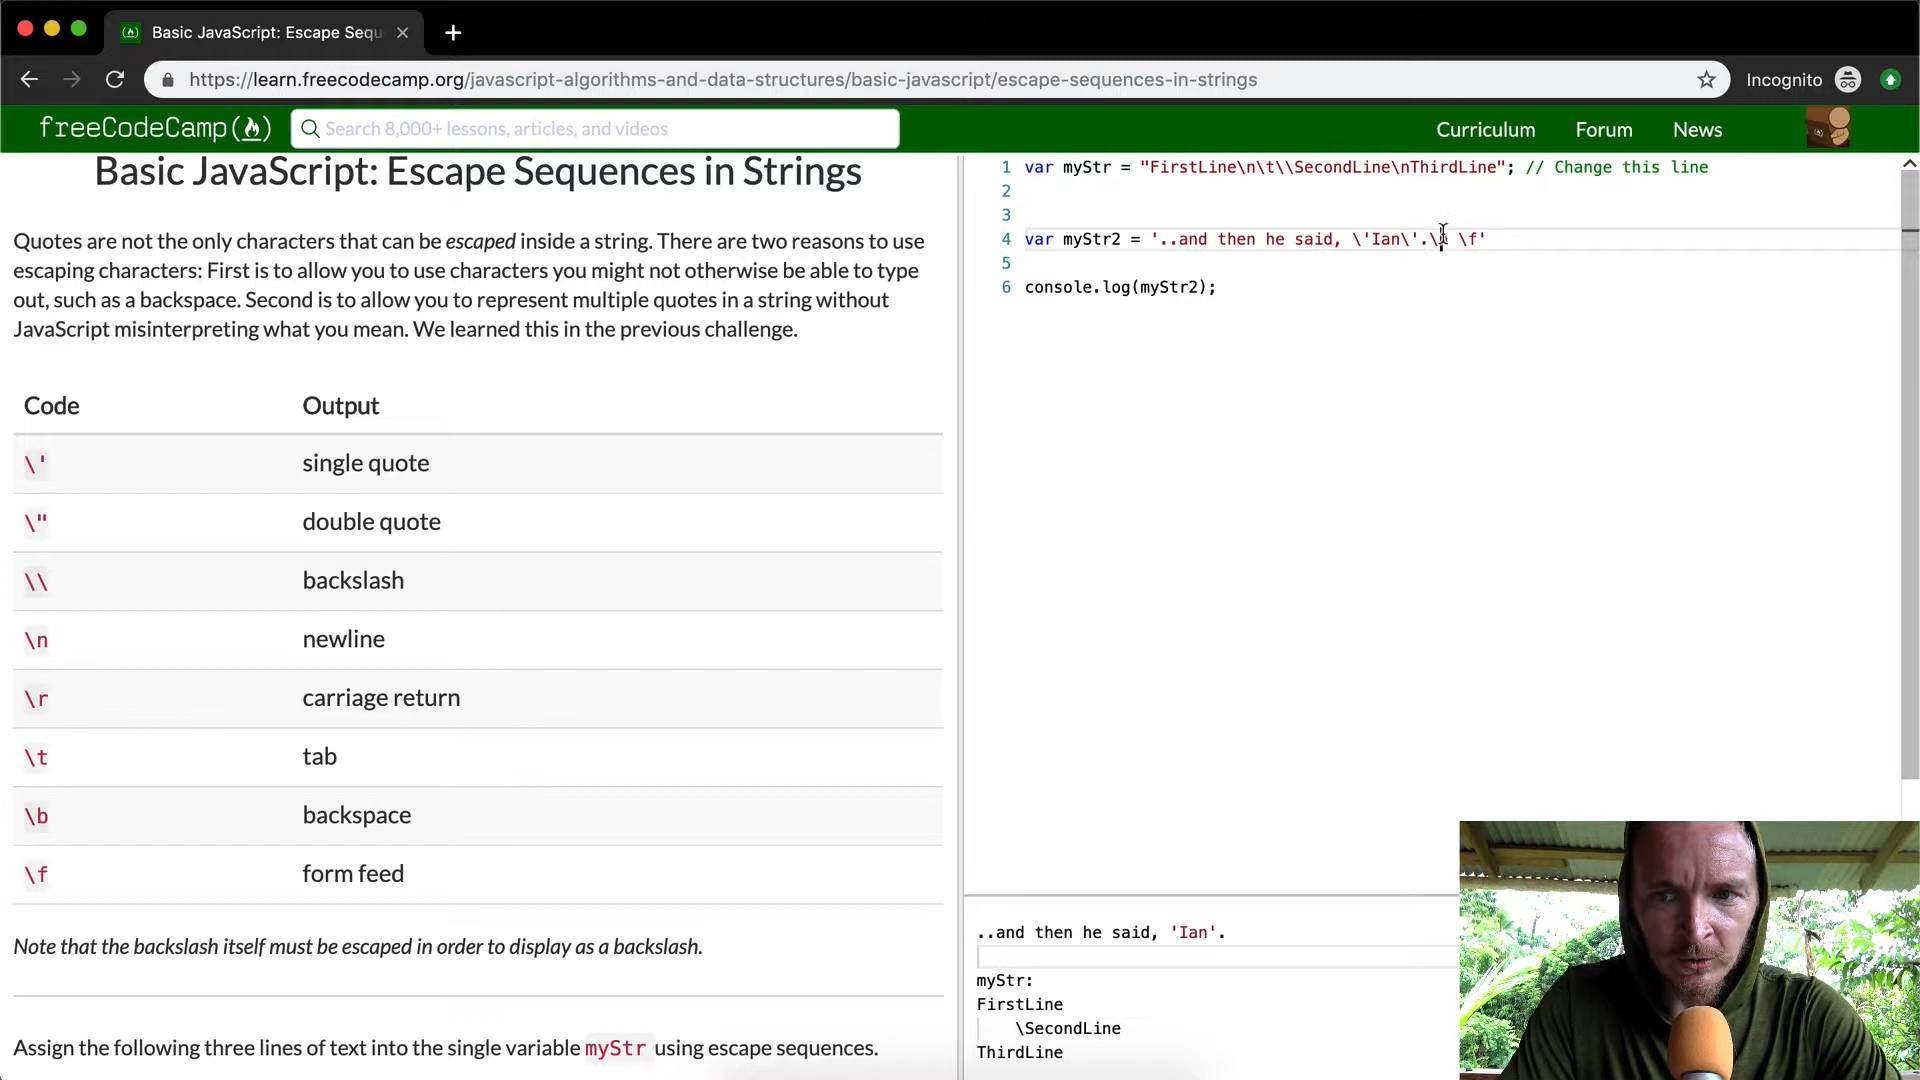 Basic JavaScript: Escape Sequ
https://learn.freecodecamp.org/javascript-algorithms-and-data-structures/basic-javascript/escape-sequences-in-strings
Incognito
freeCodeCamp
Search 8,000+ lessons, articles, and videos
Curriculum
Forum
News
Basic JavaScript: Escape Sequences in Strings
Quotes are not the only characters that can be escaped inside a string. There are two reasons to use
escaping characters: First is to allow you to use characters you might not otherwise be able to type
out, such as a backspace. Second is to allow you to represent multiple quotes in a string without
JavaScript misinterpreting what you mean. We learned this in the previous challenge.
Code Output
\' single quote
\" double quote
\\ backslash
\n newline
\r carriage return
\t tab
\b backspace
\f form feed
Note that the backslash itself must be escaped in order to display as a backslash.
Assign the following three lines of text into the single variable myStr using escape sequences.
1 var myStr = "FirstLine\n\t\\SecondLine\nThirdLine"; // Change this line
2
3
4 var myStr2 = '..and then he said, \'Ian\'. \f'
5
6 console.log(myStr2);
..and then he said, 'Ian'.
myStr:
FirstLine
\SecondLine
ThirdLine